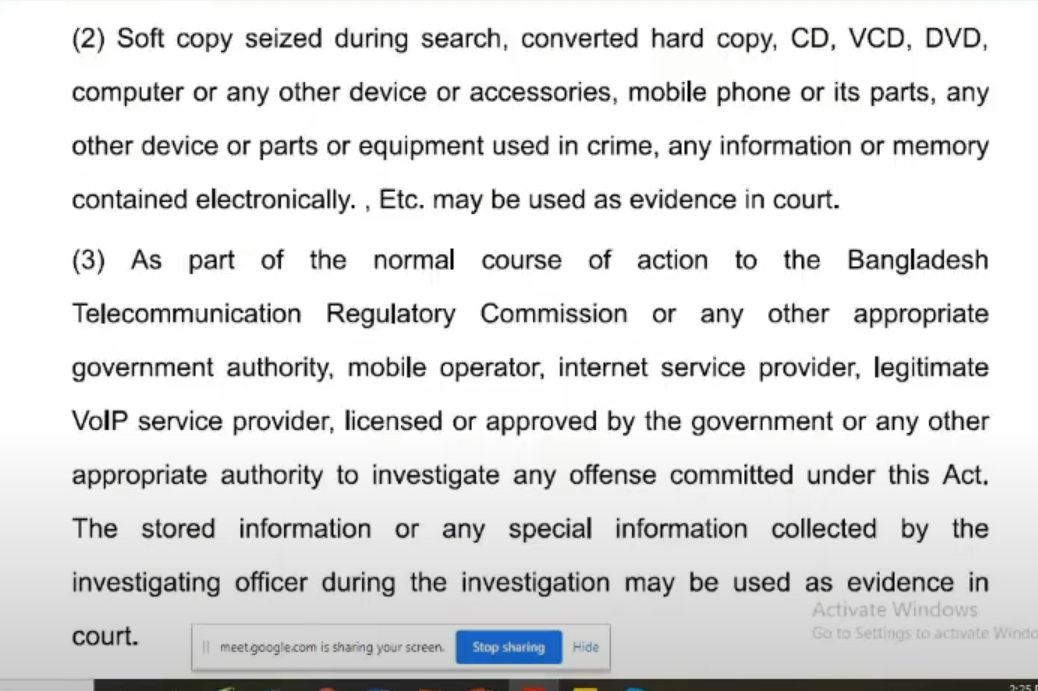 (2) Soft copy seized during search, converted hard copy, CD, VCD, DVD,
computer or any other device or accessories, mobile phone or its parts, any
other device or parts or equipment used in crime, any information or memory
contained electronically. , Etc. may be used as evidence in court.
(3) As part of the normal course of action to the Bangladesh
Telecommunication Regulatory Commission or any other appropriate
government authority, mobile operator, internet service provider, legitimate
VoIP service provider, licensed or approved by the government or any other
appropriate authority to investigate any offense committed under this Act.
The stored information or any special information collected by the
investigating officer during the investigation may be used as evidence in
court.
Activate Windows
Go to Settings to activate Windo
meet.google.com is sharing your screen.
Stop sharing
Hide